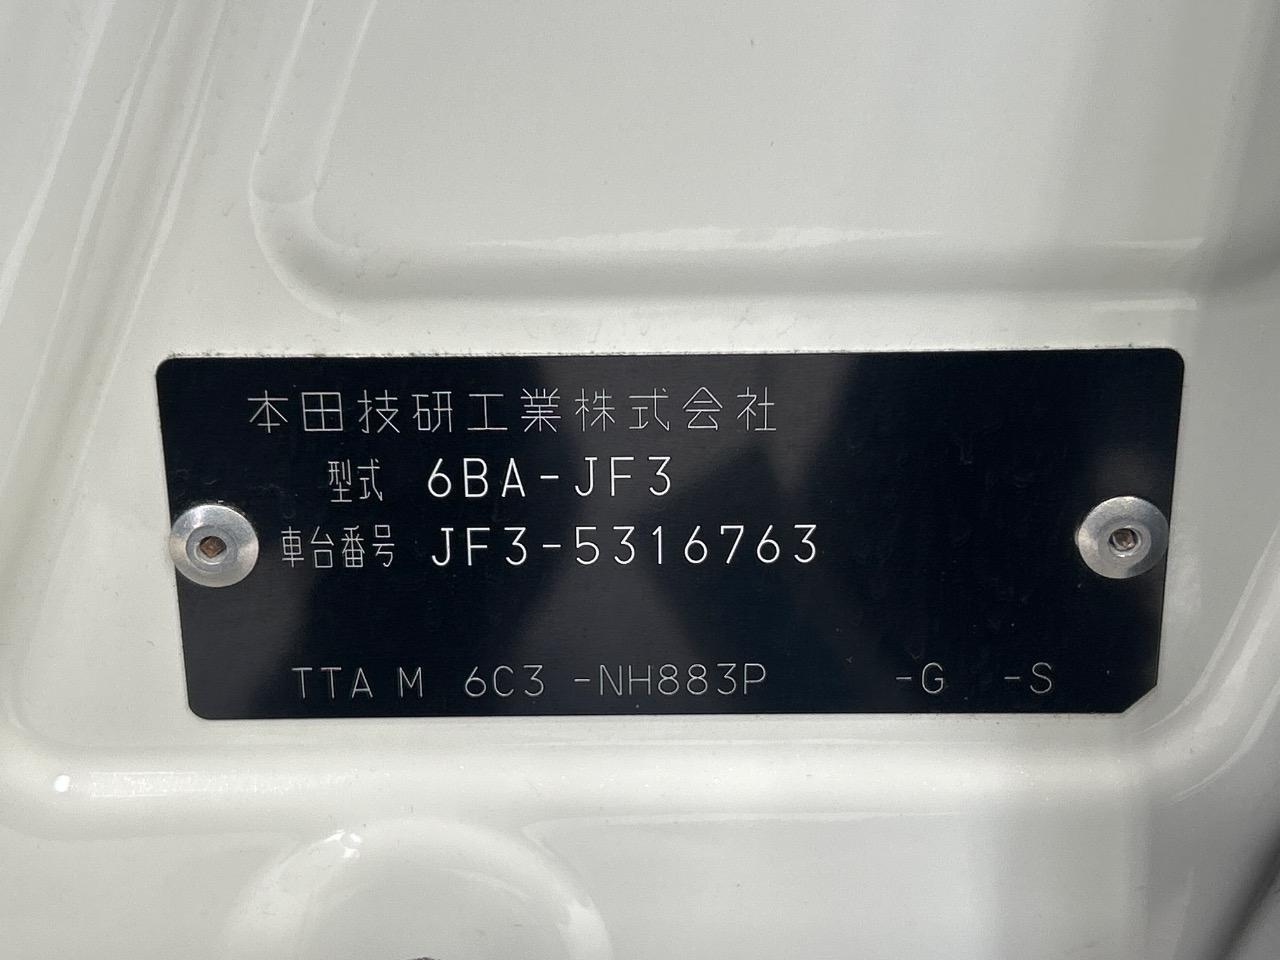 本田技研工業株式会社
型式 6BA-JF3
車台番号 JF3-5316763
TTA M 6C3 -NH883P -G -S